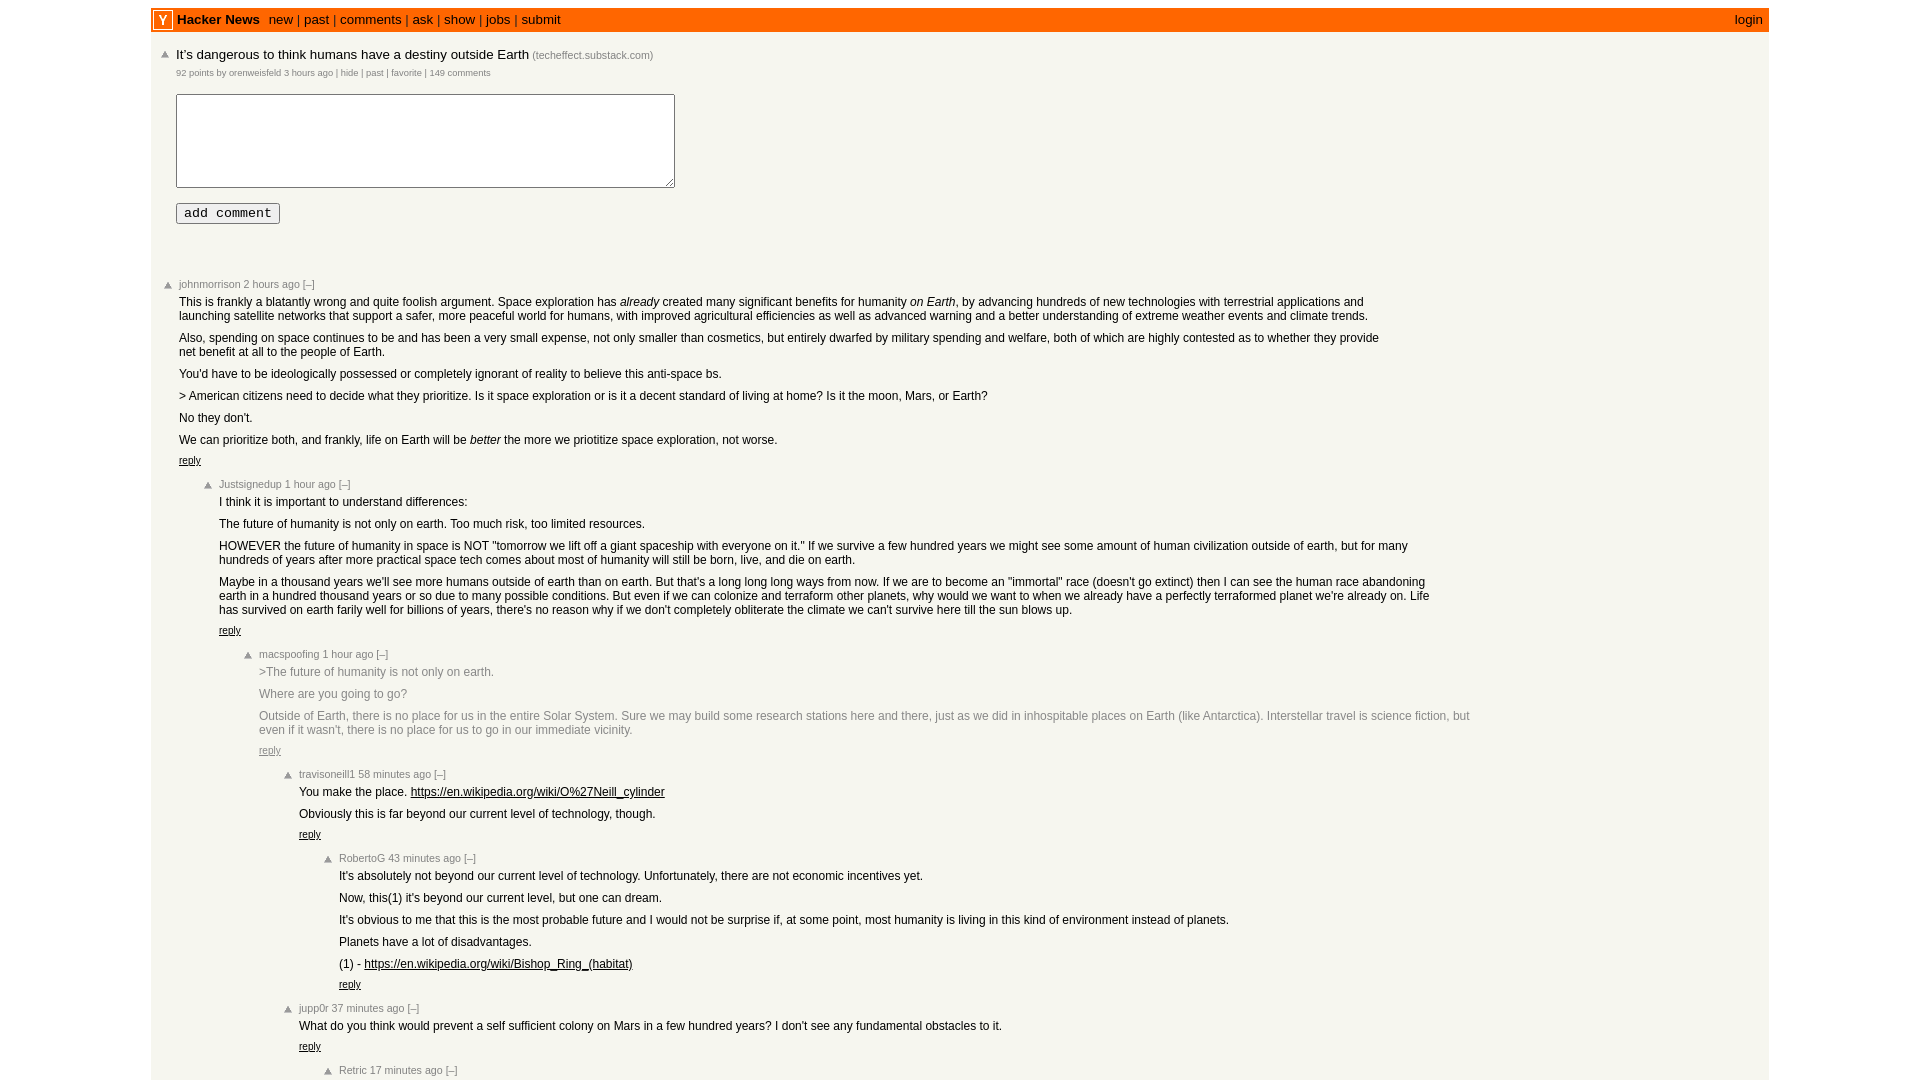 Y Hacker News new | past | comments | ask | show | jobs | submit login
It’s dangerous to think humans have a destiny outside Earth (techeffect.substack.com)
92 points by orenweisfeld 3 hours ago | hide | past | favorite | 149 comments
add comment
johnmorrison 2 hours ago [–]
This is frankly a blatantly wrong and quite foolish argument. Space exploration has already created many significant benefits for humanity on Earth, by advancing hundreds of new technologies with terrestrial applications and
launching satellite networks that support a safer, more peaceful world for humans, with improved agricultural efficiencies as well as advanced warning and a better understanding of extreme weather events and climate trends.
Also, spending on space continues to be and has been a very small expense, not only smaller than cosmetics, but entirely dwarfed by military spending and welfare, both of which are highly contested as to whether they provide
net benefit at all to the people of Earth.
You'd have to be ideologically possessed or completely ignorant of reality to believe this anti-space bs.
> American citizens need to decide what they prioritize. Is it space exploration or is it a decent standard of living at home? Is it the moon, Mars, or Earth?
No they don't.
We can prioritize both, and frankly, life on Earth will be better the more we priotitize space exploration, not worse.
reply
Justsignedup 1 hour ago [–]
I think it is important to understand differences:
The future of humanity is not only on earth. Too much risk, too limited resources.
HOWEVER the future of humanity in space is NOT "tomorrow we lift off a giant spaceship with everyone on it." If we survive a few hundred years we might see some amount of human civilization outside of earth, but for many
hundreds of years after more practical space tech comes about most of humanity will still be born, live, and die on earth.
Maybe in a thousand years we'll see more humans outside of earth than on earth. But that's a long long long ways from now. If we are to become an "immortal" race (doesn't go extinct) then I can see the human race abandoning
earth in a hundred thousand years or so due to many possible conditions. But even if we can colonize and terraform other planets, why would we want to when we already have a perfectly terraformed planet we're already on. Life
has survived on earth farily well for billions of years, there's no reason why if we don't completely obliterate the climate we can't survive here till the sun blows up.
reply
macspoofing 1 hour ago [–]
>The future of humanity is not only on earth.
Where are you going to go?
Outside of Earth, there is no place for us in the entire Solar System. Sure we may build some research stations here and there, just as we did in inhospitable places on Earth (like Antarctica). Interstellar travel is science fiction, but
even if it wasn't, there is no place for us to go in our immediate vicinity.
reply
travisoneill1 58 minutes ago [–]
You make the place. https://en.wikipedia.org/wiki/O%27Neill_cylinder
Obviously this is far beyond our current level of technology, though.
reply
RobertoG 43 minutes ago [–]
It's absolutely not beyond our current level of technology. Unfortunately, there are not economic incentives yet.
Now, this(1) it's beyond our current level, but one can dream.
It's obvious to me that this is the most probable future and I would not be surprise if, at some point, most humanity is living in this kind of environment instead of planets.
Planets have a lot of disadvantages.
(1) - https://en.wikipedia.org/wiki/Bishop_Ring_(habitat)
reply
jupp0r 37 minutes ago [–]
What do you think would prevent a self sufficient colony on Mars in a few hundred years? I don't see any fundamental obstacles to it.
reply
Retric 17 minutes ago [–]